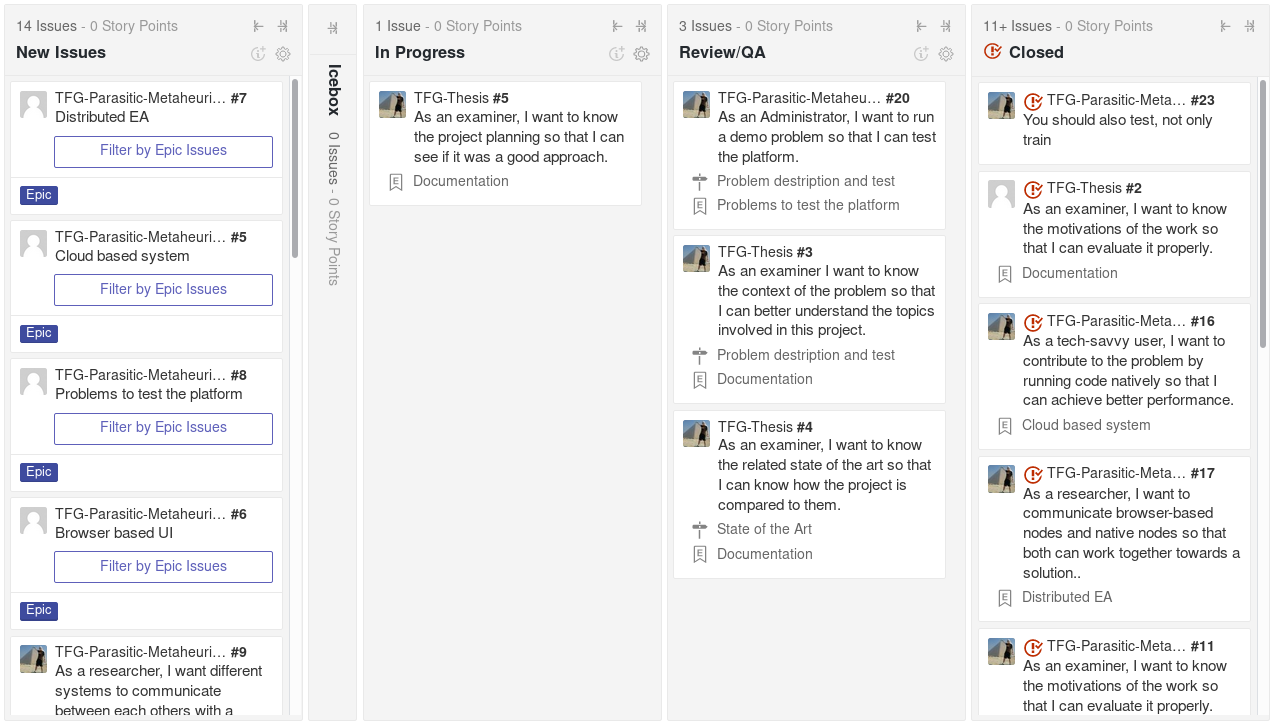 14 Issues - 0 Story Points
New Issues
TFG-Parasitic-Metaheuri… #7
Distributed EA
Filter by Epic Issues
Epic
TFG-Parasitic-Metaheuri… #5
Cloud based system
Filter by Epic Issues
Epic
TFG-Parasitic-Metaheuri… #8
Problems to test the platform
Filter by Epic Issues
Epic
TFG-Parasitic-Metaheuri… #6
Browser based UI
Filter by Epic Issues
Epic
TFG-Parasitic-Metaheuri… #9
As a researcher, I want different
systems to communicate
between each others with a
Icebox 0 Issues - 0 Story Points
1 Issue - 0 Story Points
In Progress
TFG-Thesis #5
As an examiner, I want to know
the project planning so that I can
see if it was a good approach.
E Documentation
3 Issues - 0 Story Points
Review/QA
TFG-Parasitic-Metaheu… #20
As an Administrator, I want to run
a demo problem so that I can test
the platform.
Problem destription and test
E Problems to test the platform
TFG-Thesis #3
As an examiner I want to know
the context of the problem so that
I can better understand the topics
involved in this project.
Problem destription and test
E Documentation
TFG-Thesis #4
As an examiner, I want to know
the related state of the art so that
I can know how the project is
compared to them.
State of the Art
E Documentation
11+ Issues - 0 Story Points
Closed
TFG-Parasitic-Meta… #23
You should also test, not only
train
TFG-Thesis #2
As an examiner, I want to know
the motivations of the work so
that I can evaluate it properly.
E Documentation
TFG-Parasitic-Meta… #16
As a tech-savvy user, I want to
contribute to the problem by
running code natively so that I
can achieve better performance.
E Cloud based system
TFG-Parasitic-Meta… #17
As a researcher, I want to
communicate browser-based
nodes and native nodes so that
both can work together towards a
solution..
E Distributed EA
TFG-Parasitic-Meta… #11
As an examiner, I want to know
the motivations of the work so
that I can evaluate it properly.